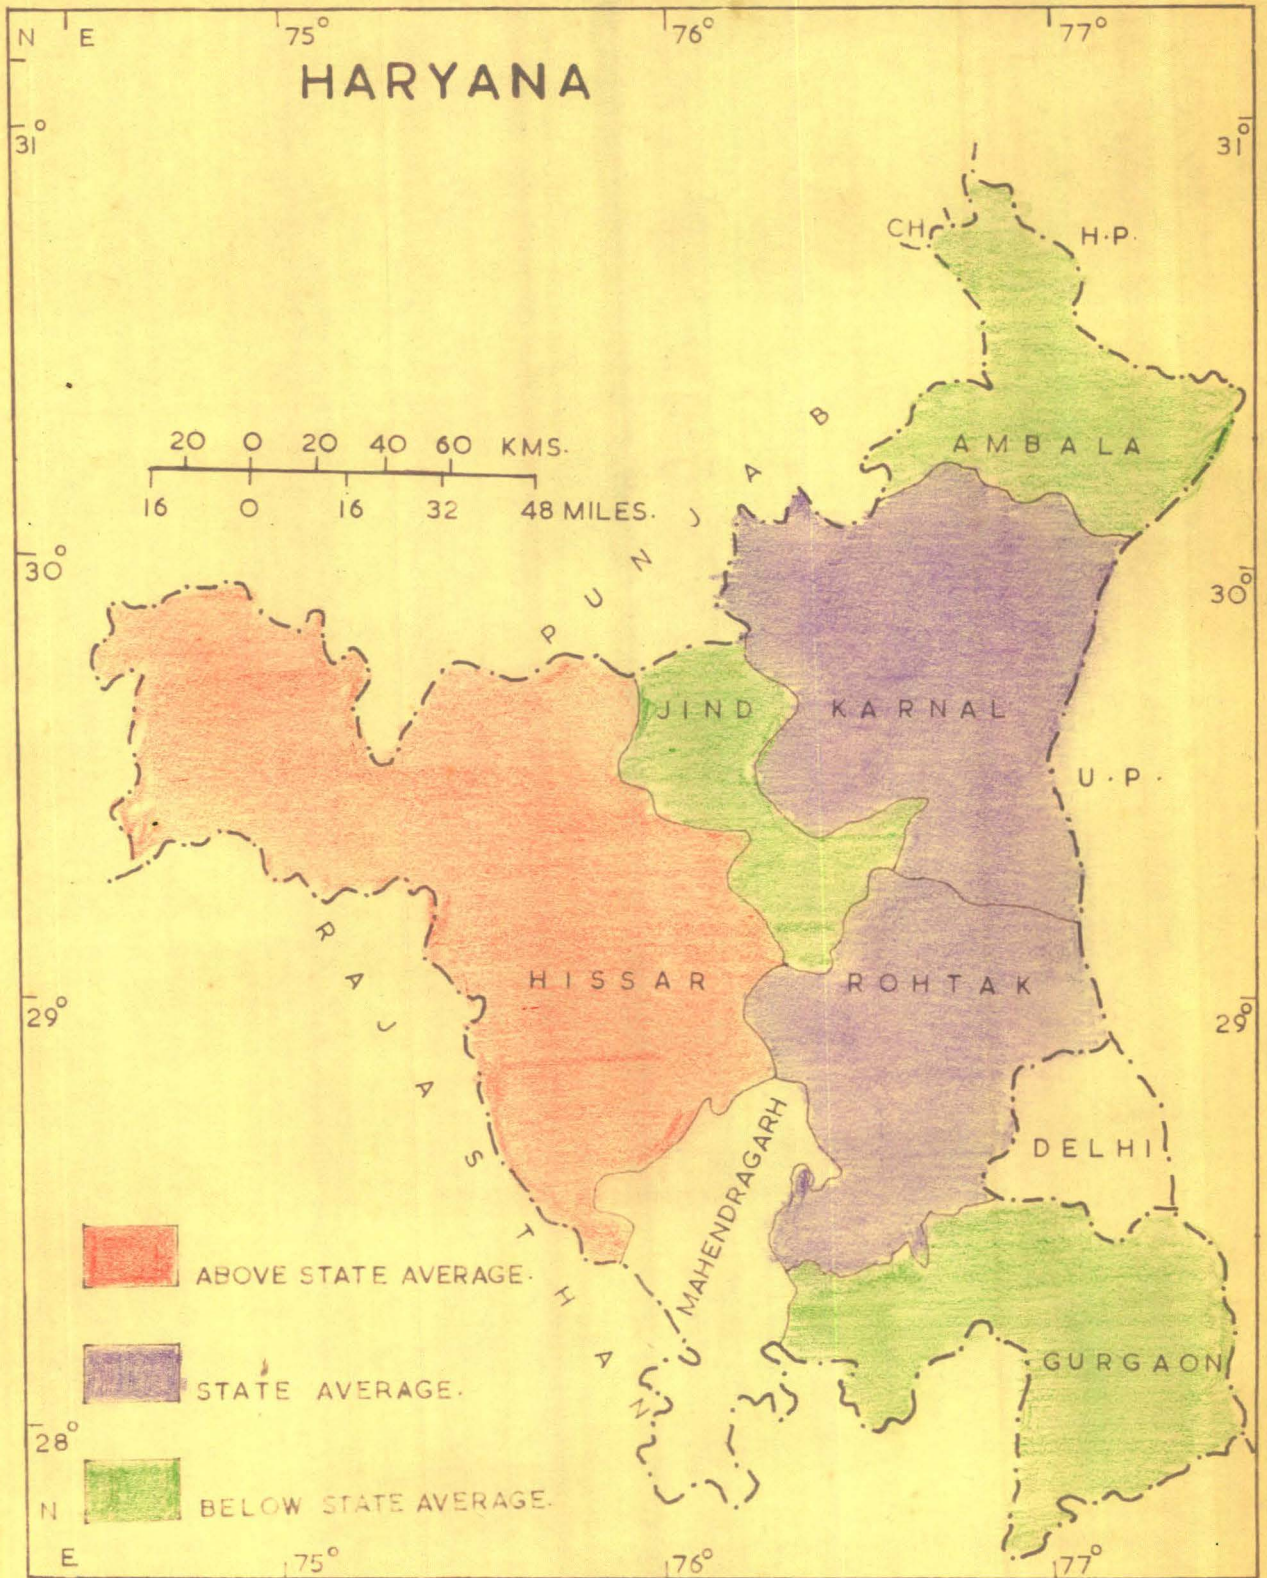 N E 75° 76° 77°
HARYANA
31° 31°
CH. H.P.
20 0 20 40 60 KMS.
16 0 16 32 48 MILES.
PUNJAB
AMBALA
30° 30°
JIND KARNAL
U.P.
RAJASTHAN
HISSAR ROHTAK
29° 29°
DELHI
MAHENDRAGARH
GURGAON
ABOVE STATE AVERAGE.
STATE AVERAGE.
BELOW STATE AVERAGE.
28°
N
E 75° 76° 77°